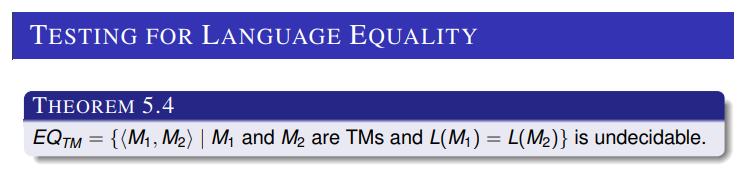 TESTING FOR LANGUAGE EQUALITY
THEOREM 5.4
EQ_TM = {⟨M₁, M₂⟩ | M₁ and M₂ are TMs and L(M₁) = L(M₂)} is undecidable.